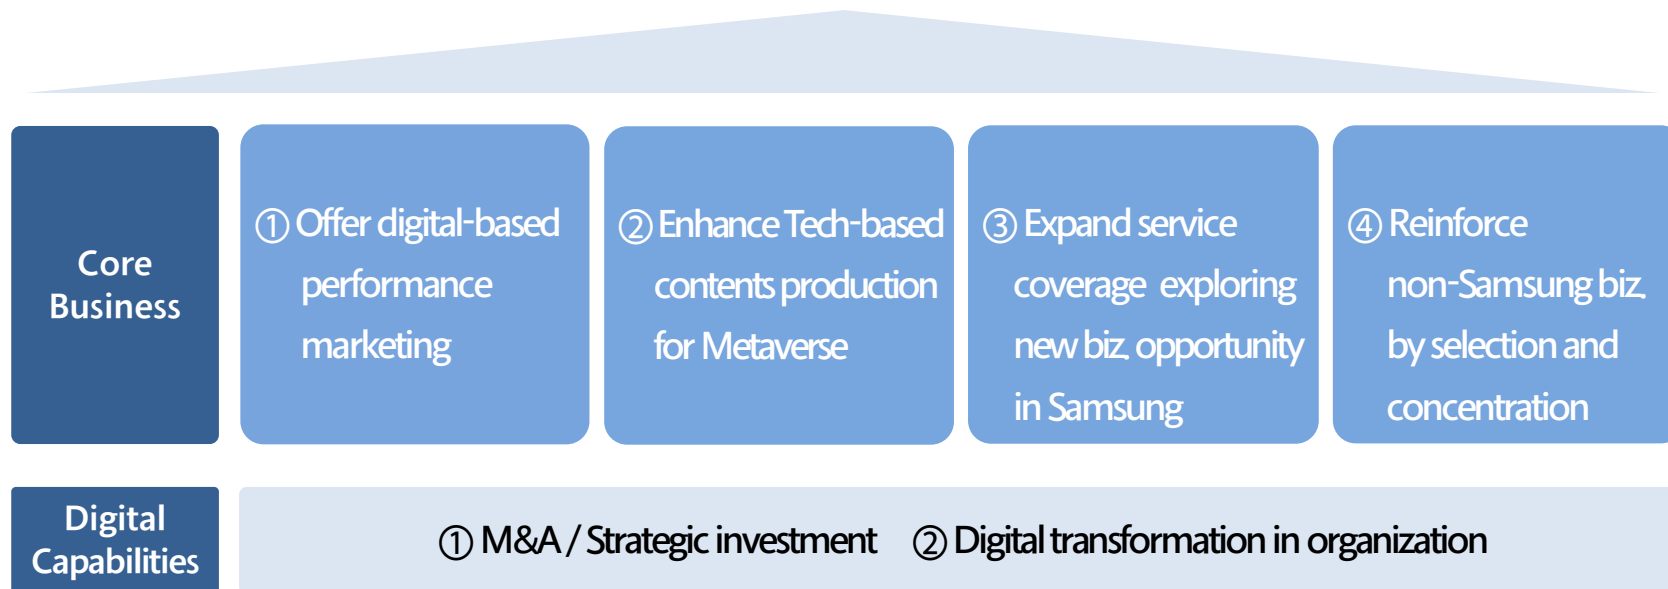 Core
Business
① Offer digital-based
performance
marketing
② Enhance Tech-based
contents production
for Metaverse
③ Expand service
coverage exploring
new biz. opportunity
in Samsung
④ Reinforce
non-Samsung biz.
by selection and
concentration
Digital
Capabilities
① M&A / Strategic investment ② Digital transformation in organization